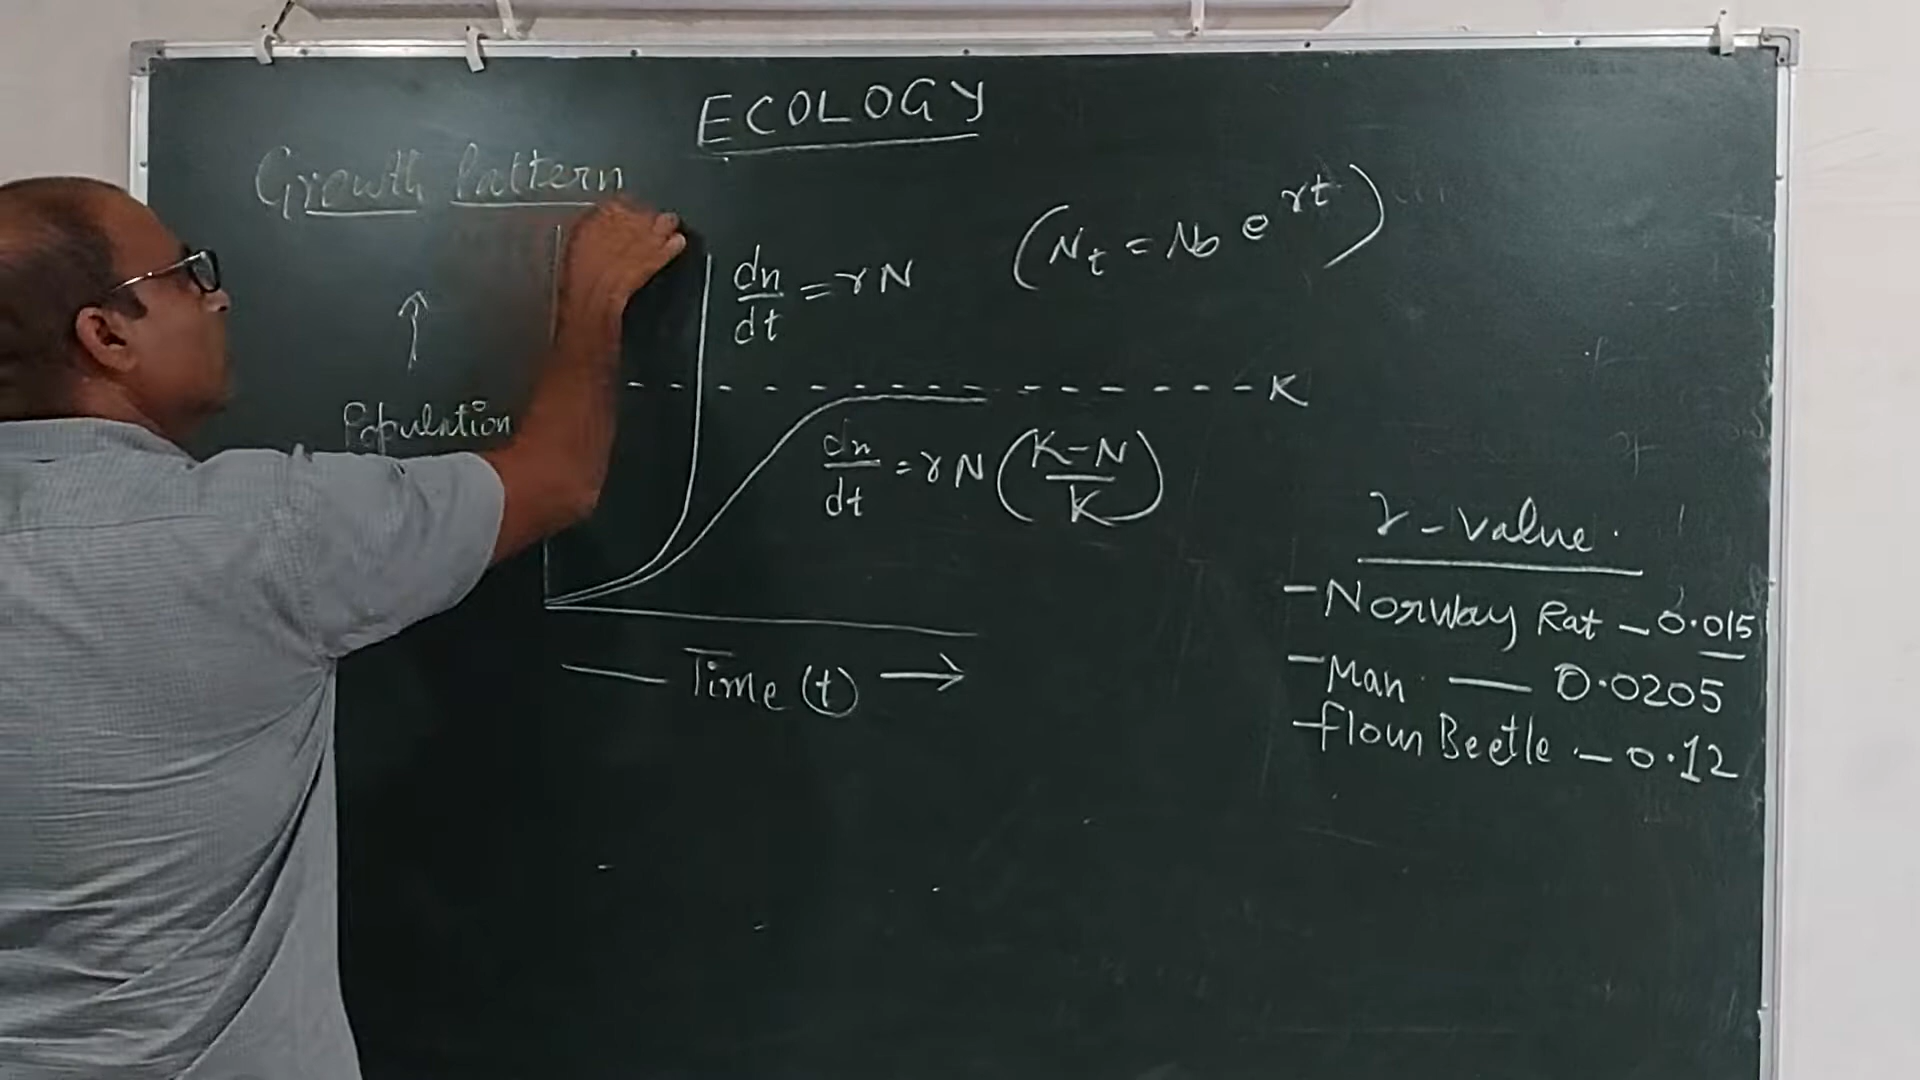 ECOLOGY
Growth Pattern
dn/dt = rN
(Nt = N0 e^rt)
K
Population
dn/dt = rN (K-N/K)
Time (t)
r - value.
- Norway Rat - 0.015
- Man - 0.0205
- flour Beetle - 0.12